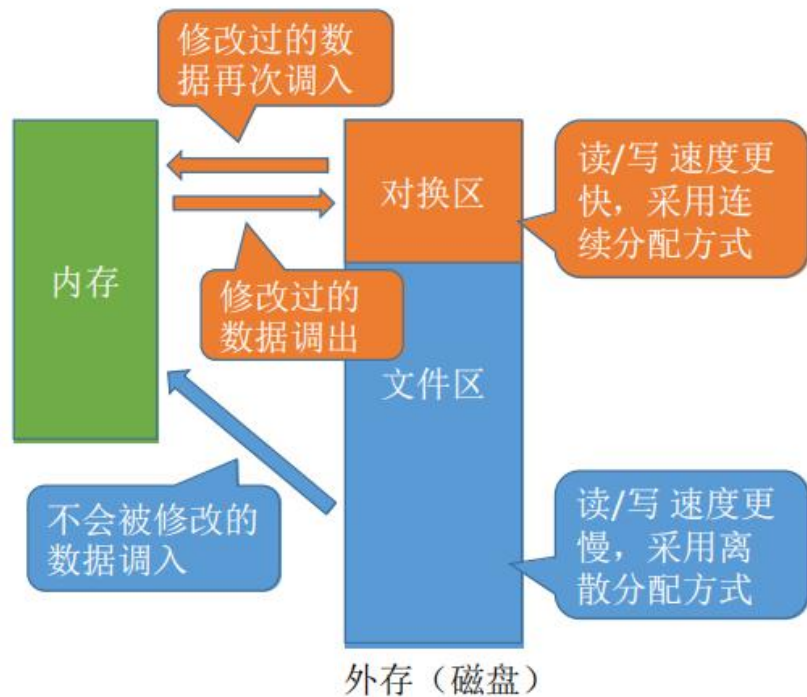 修改过的数
据再次调入
对换区
读/写 速度更
快，采用连
续分配方式
内存
修改过的
数据调出
文件区
不会被修改的
数据调入
读/写 速度更
慢，采用离
散分配方式
外存（磁盘）